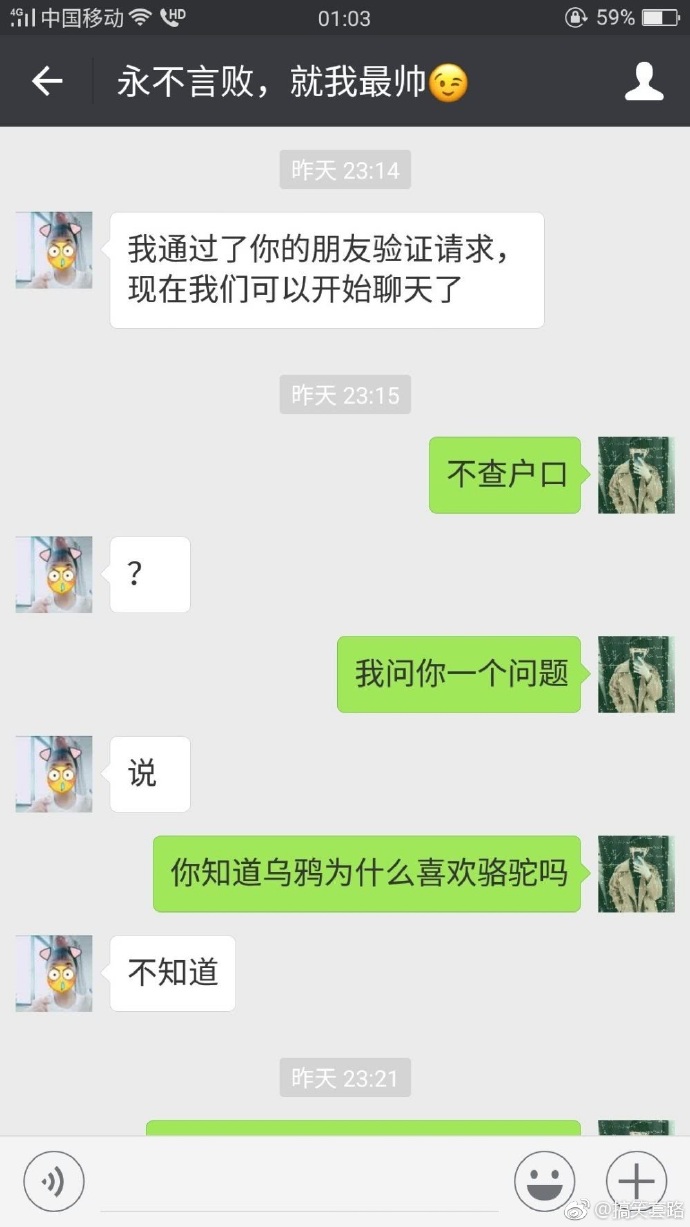 4G 中国移动 HD 01:03 59%
永不言败，就我最帅😉
昨天 23:14
我通过了你的朋友验证请求，
现在我们可以开始聊天了
昨天 23:15
不查户口
？
我问你一个问题
说
你知道乌鸦为什么喜欢骆驼吗
不知道
昨天 23:21
@搞笑套路